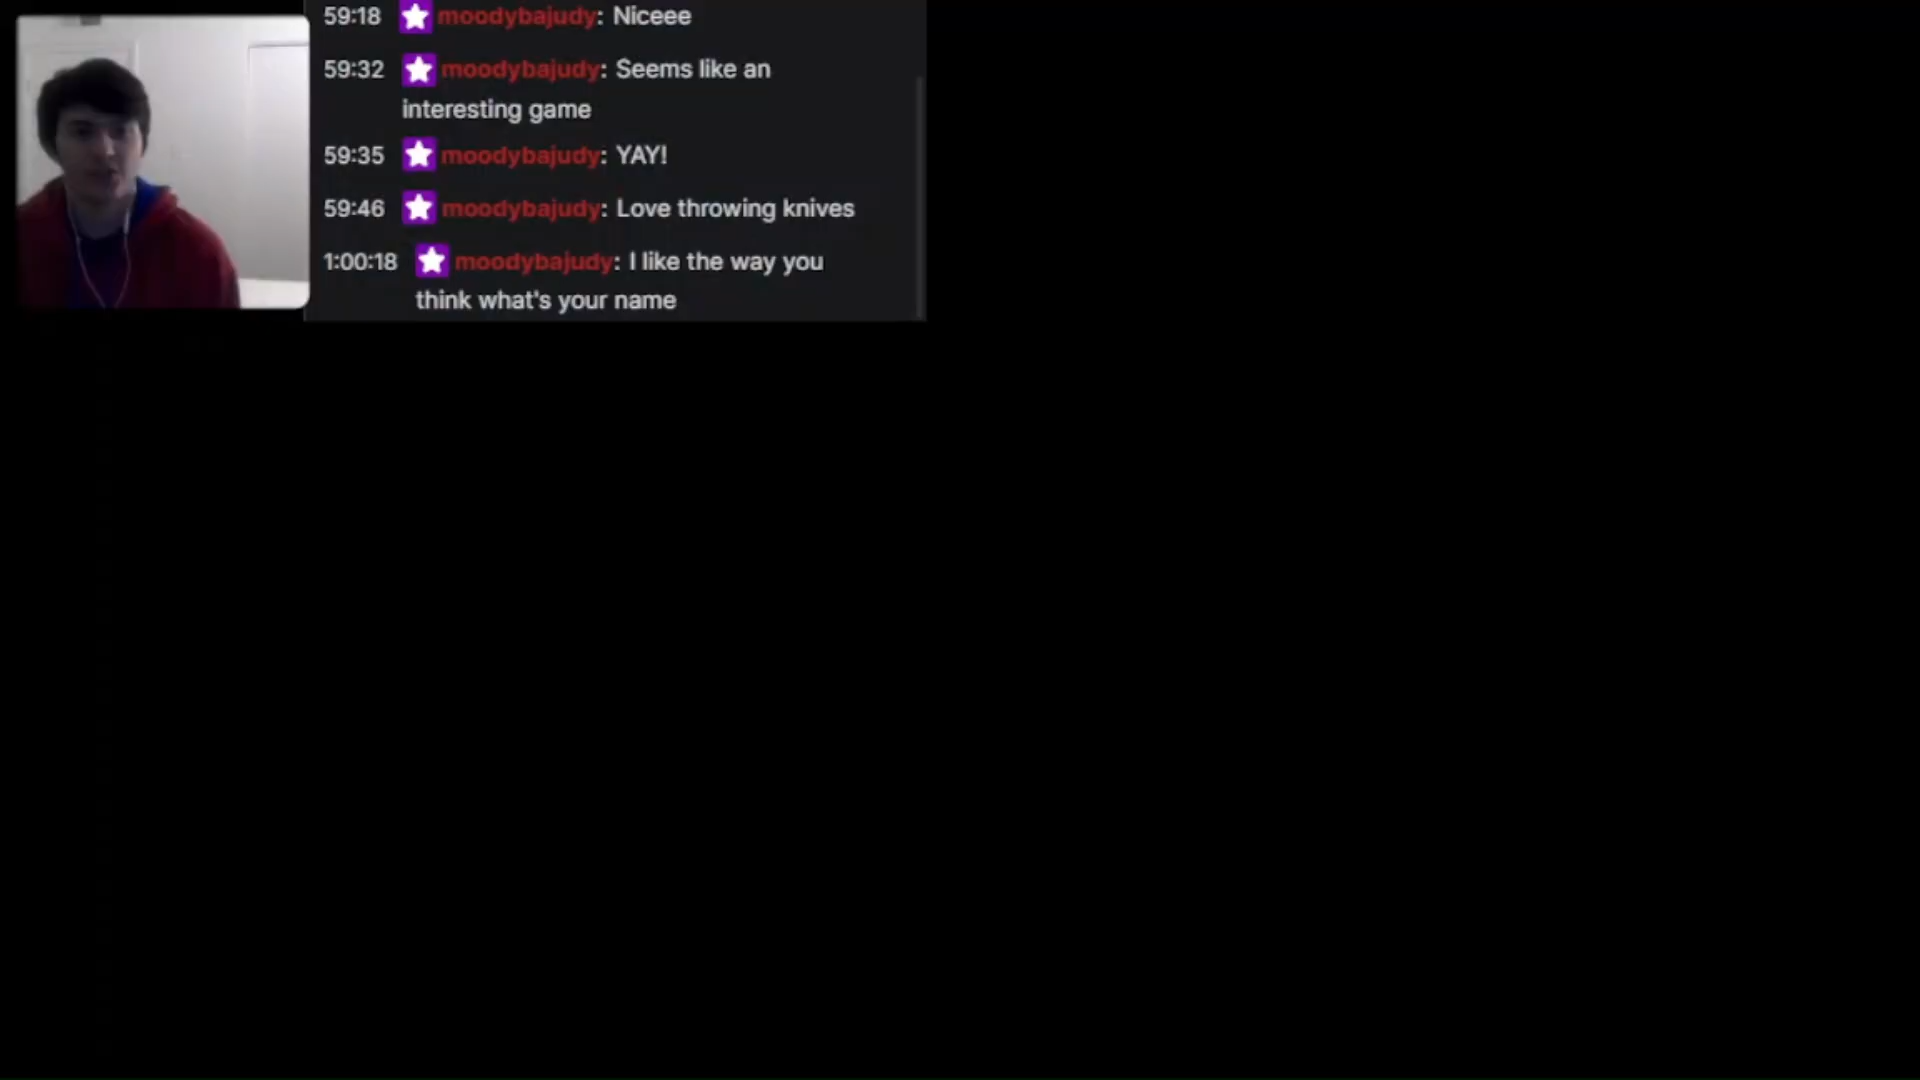 59:18 moodybajudy: Niceee
59:32 moodybajudy: Seems like an
interesting game
59:35 moodybajudy: YAY!
59:46 moodybajudy: Love throwing knives
1:00:18 moodybajudy: I like the way you
think what's your name